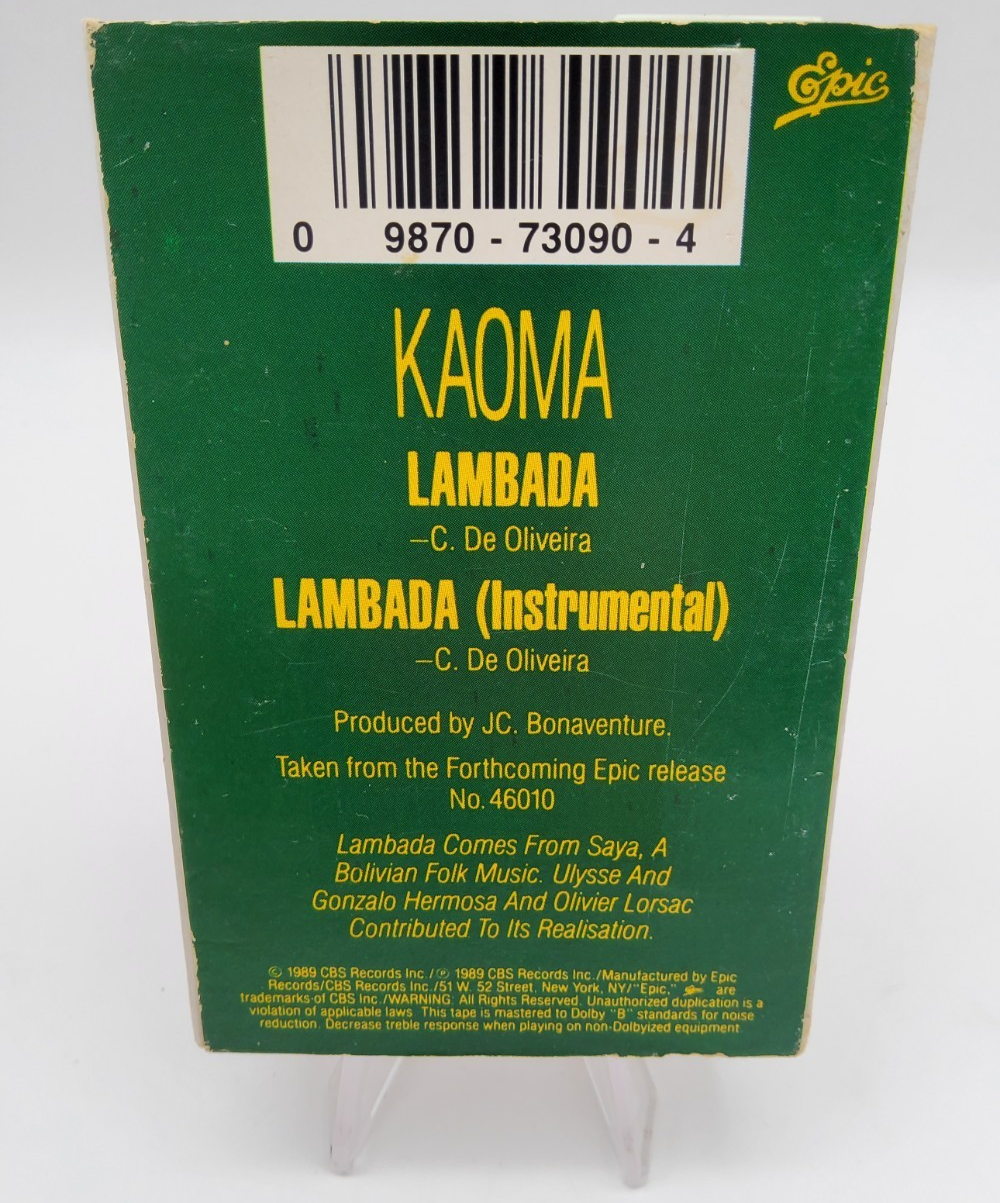 Epic
0 9870 - 73090 - 4
KAOMA
LAMBADA
–C. De Oliveira
LAMBADA (Instrumental)
–C. De Oliveira
Produced by JC. Bonaventure.
Taken from the Forthcoming Epic release
No. 46010
Lambada Comes From Saya, A
Bolivian Folk Music. Ulysse And
Gonzalo Hermosa And Olivier Lorsac
Contributed To Its Realisation.
© 1989 CBS Records Inc./℗ 1989 CBS Records Inc./Manufactured by Epic
Records/CBS Records Inc./51 W. 52 Street, New York, NY/"Epic," are
trademarks of CBS Inc./WARNING: All Rights Reserved. Unauthorized duplication is a
violation of applicable laws. This tape is mastered to Dolby "B" standards for noise
reduction. Decrease treble response when playing on non-Dolbyized equipment.